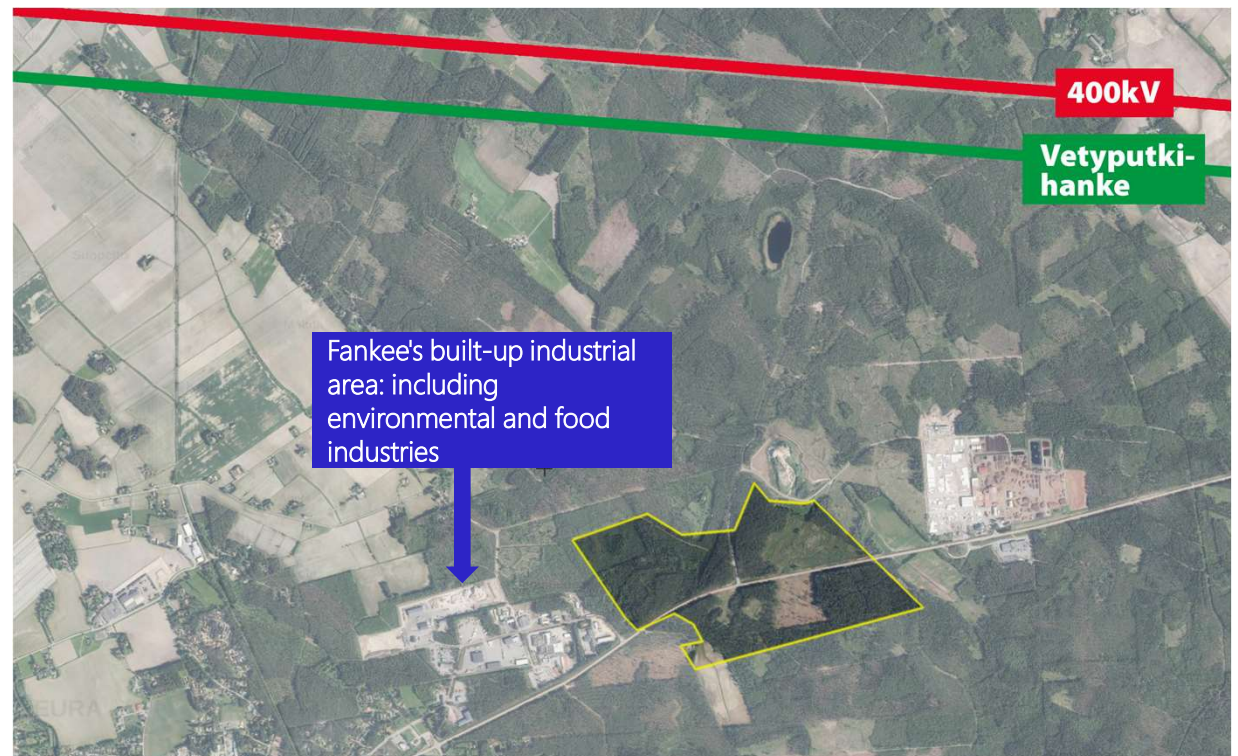 400kV
Vetyputki-
hanke
Fankee's built-up industrial
area: including
environmental and food
industries
EURA